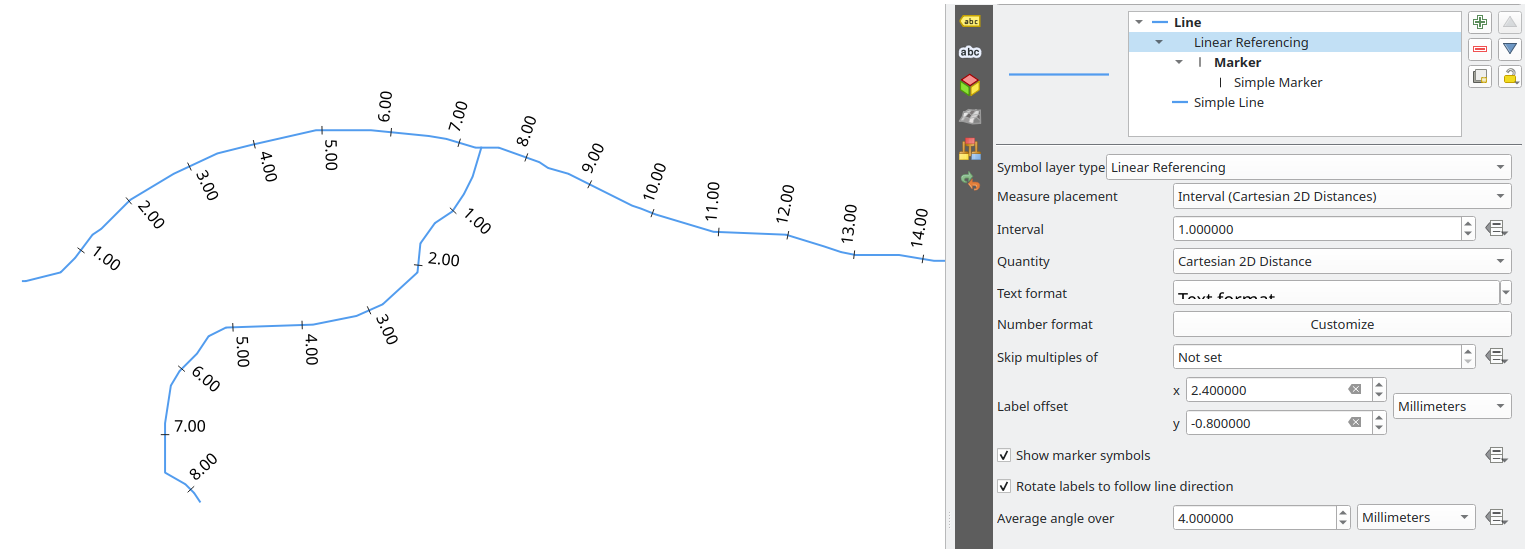 1.00
2.00
3.00
4.00
5.00
6.00
7.00
8.00
9.00
10.00
11.00
12.00
13.00
14.00
1.00
2.00
3.00
4.00
5.00
6.00
7.00
8.00
abc
abc
Line
Linear Referencing
Marker
Simple Marker
Simple Line
Symbol layer type Linear Referencing
Measure placement Interval (Cartesian 2D Distances)
Interval 1.000000
Quantity Cartesian 2D Distance
Text format Text format
Number format Customize
Skip multiples of Not set
Label offset x 2.400000 Millimeters
y -0.800000
Show marker symbols
Rotate labels to follow line direction
Average angle over 4.000000 Millimeters